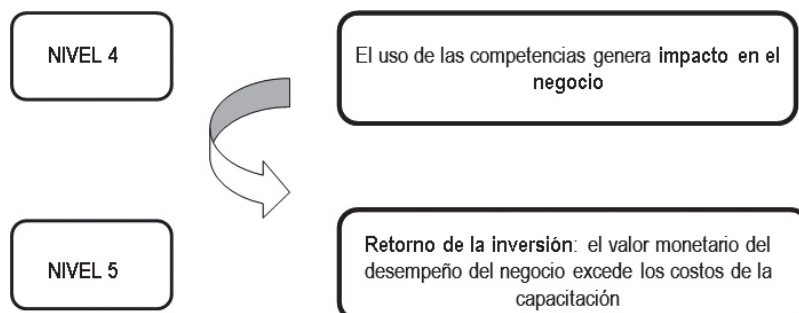 NIVEL 4
El uso de las competencias genera impacto en el
negocio
NIVEL 5
Retorno de la inversión: el valor monetario del
desempeño del negocio excede los costos de la
capacitación